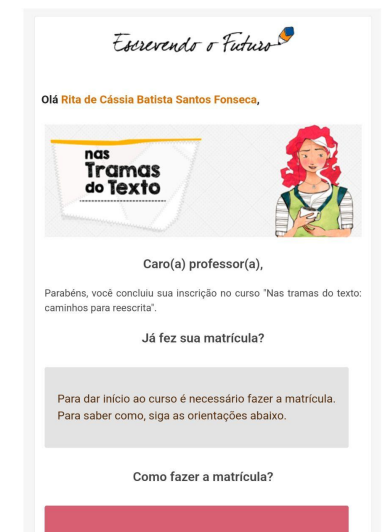 Escrevendo o Futuro
Olá Rita de Cássia Batista Santos Fonseca,
nas
Tramas
do Texto
Caro(a) professor(a),
Parabéns, você concluiu sua inscrição no curso "Nas tramas do texto:
caminhos para reescrita".
Já fez sua matrícula?
Para dar início ao curso é necessário fazer a matrícula.
Para saber como, siga as orientações abaixo.
Como fazer a matrícula?